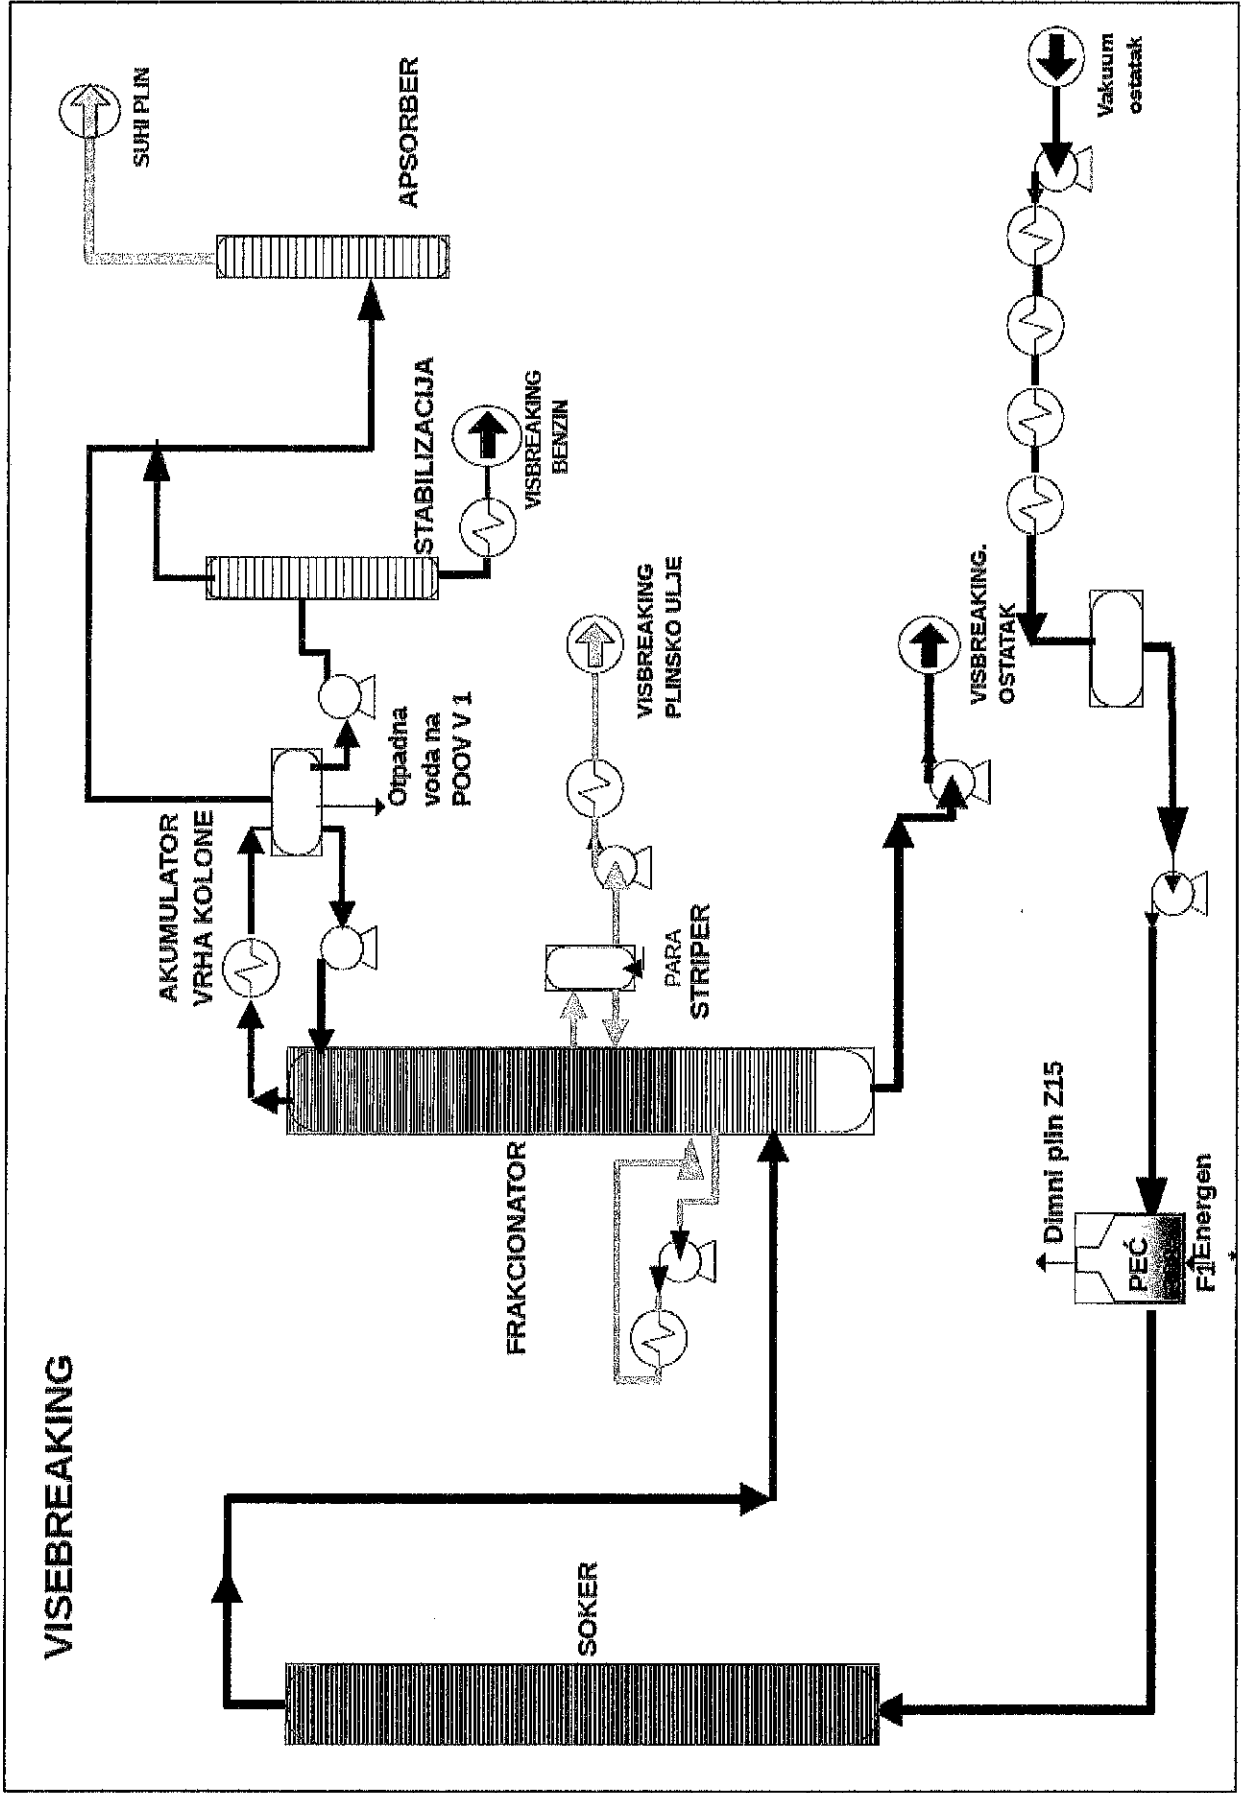 VISEBREAKING
SUHI PLIN
APSORBER
STABILIZACIJA
VISBREAKING
BENZIN
AKUMULATOR
VRHA KOLONE
Otpadna
voda na
POOV V 1
VISBREAKING
PLINSKO ULJE
PARA
STRIPER
FRAKCIONATOR
SOKER
VISBREAKING.
OSTATAK
Vakuum
ostatak
Dimni plin Z15
PEĆ
F1Energen